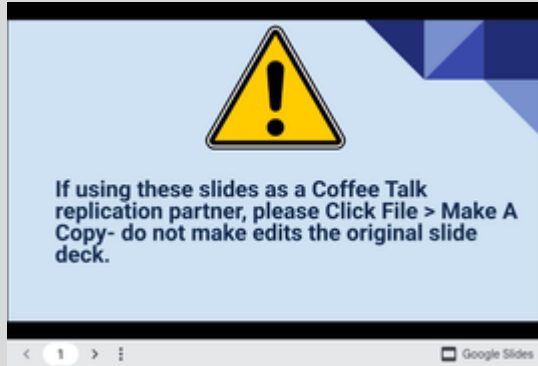 If using these slides as a Coffee Talk
replication partner, please Click File > Make A
Copy- do not make edits the original slide
deck.
1
Google Slides